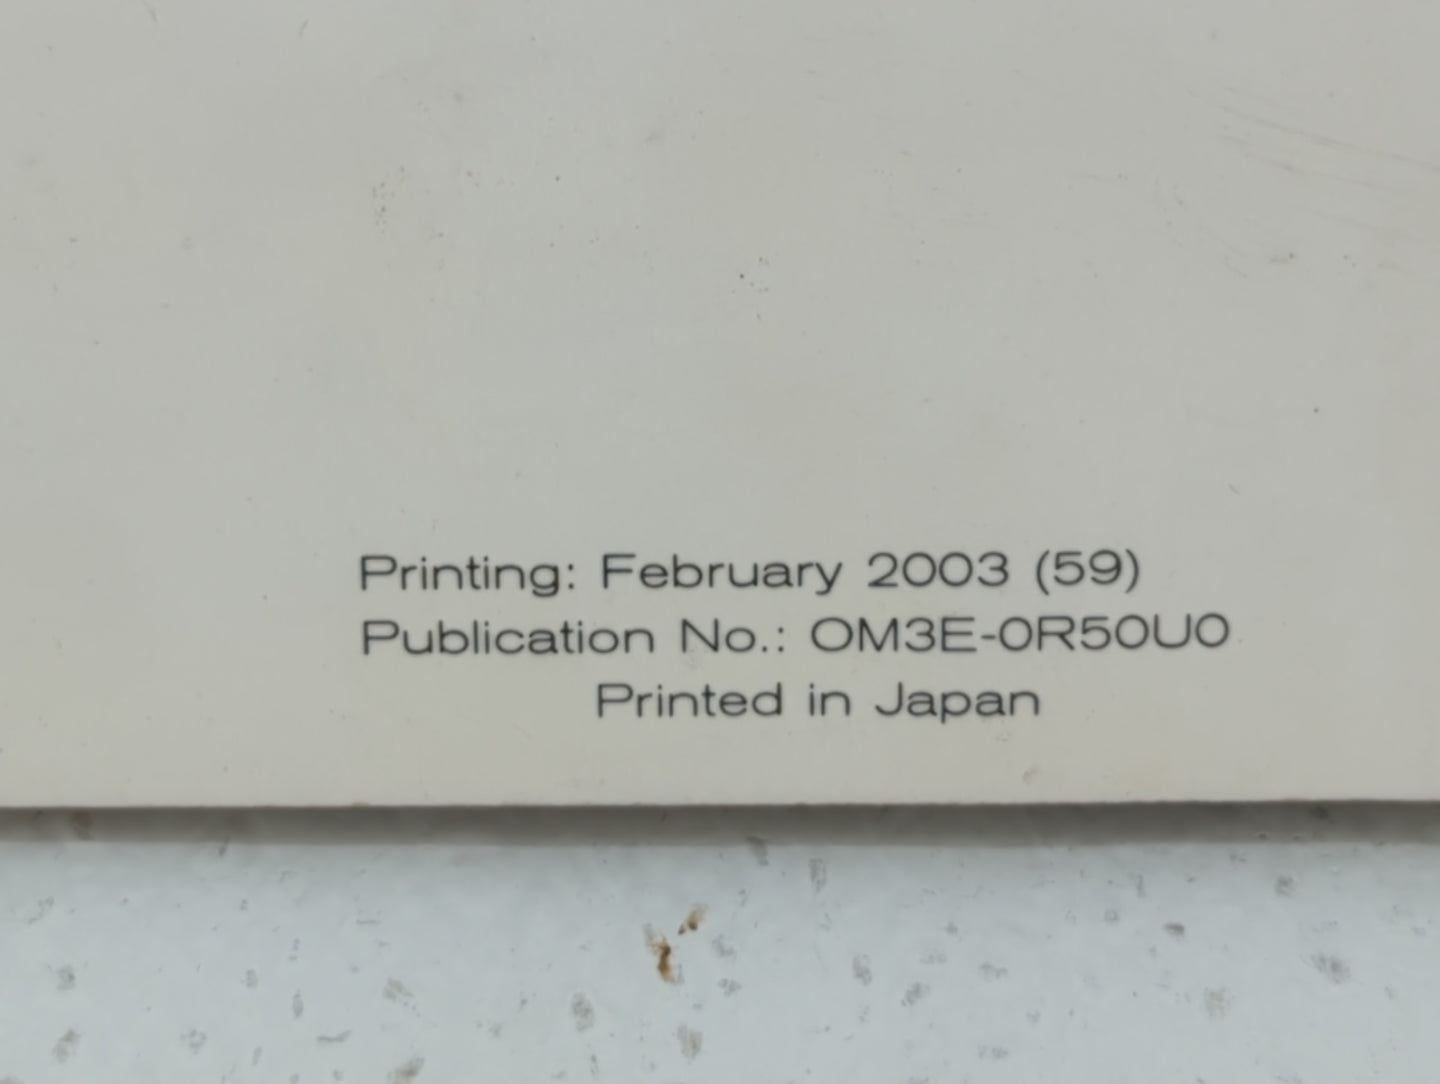 Printing: February 2003 (59)
Publication No.: OM3E-0R50U0
Printed in Japan